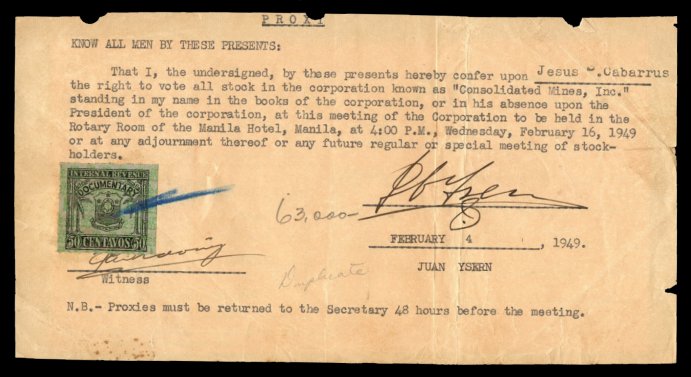 PROXY
KNOW ALL MEN BY THESE PRESENTS:
That I, the undersigned, by these presents hereby confer upon Jesus S. Cabarrus
the right to vote all stock in the corporation known as "Consolidated Mines, Inc."
standing in my name in the books of the corporation, or in his absence upon the
President of the corporation, at this meeting of the Corporation to be held in the
Rotary Room of the Manila Hotel, Manila, at 4:00 P.M., Wednesday, February 16, 1949
or at any adjournment thereof or any future regular or special meeting of stock-
holders.
INTERNAL REVENUE
DOCUMENTARY
50 CENTAVOS 50
63,000-
FEBRUARY 4, 1949.
JUAN YSERN
Witness
Duplicate
N.B.- Proxies must be returned to the Secretary 48 hours before the meeting.